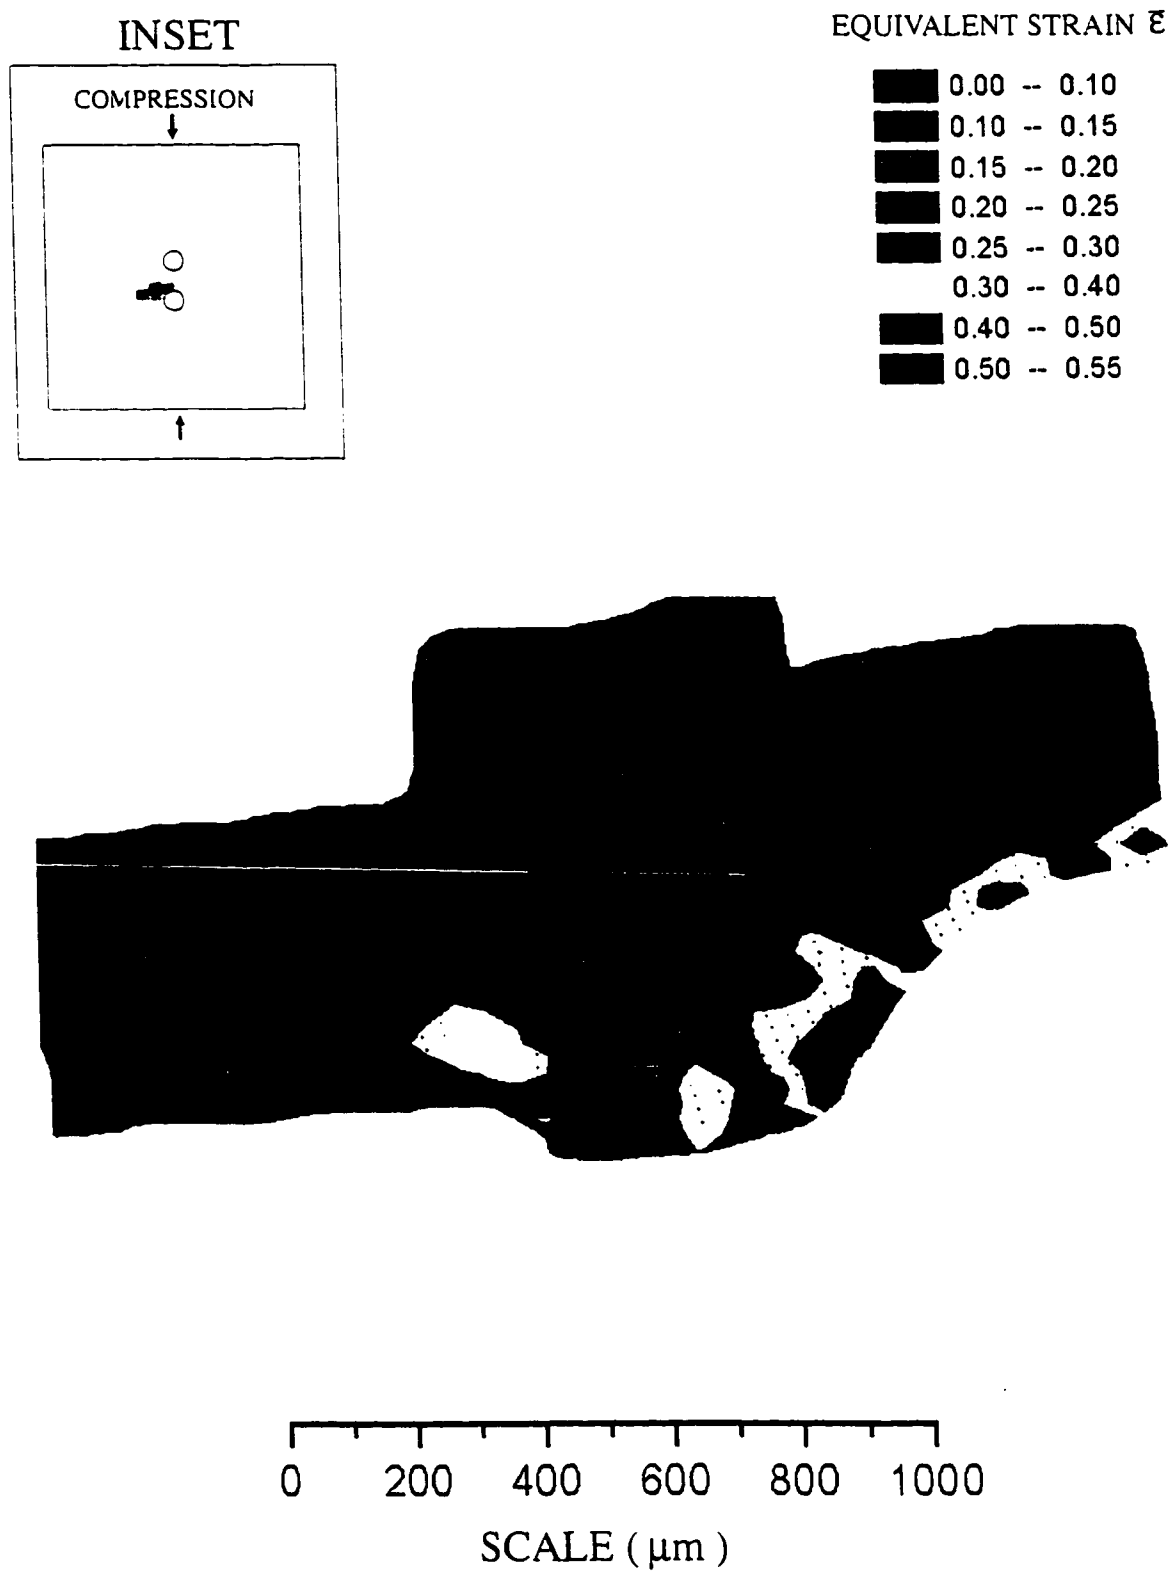 INSET
COMPRESSION
EQUIVALENT STRAIN ε̄
0.00 -- 0.10
0.10 -- 0.15
0.15 -- 0.20
0.20 -- 0.25
0.25 -- 0.30
0.30 -- 0.40
0.40 -- 0.50
0.50 -- 0.55
0 200 400 600 800 1000
SCALE ( µm )